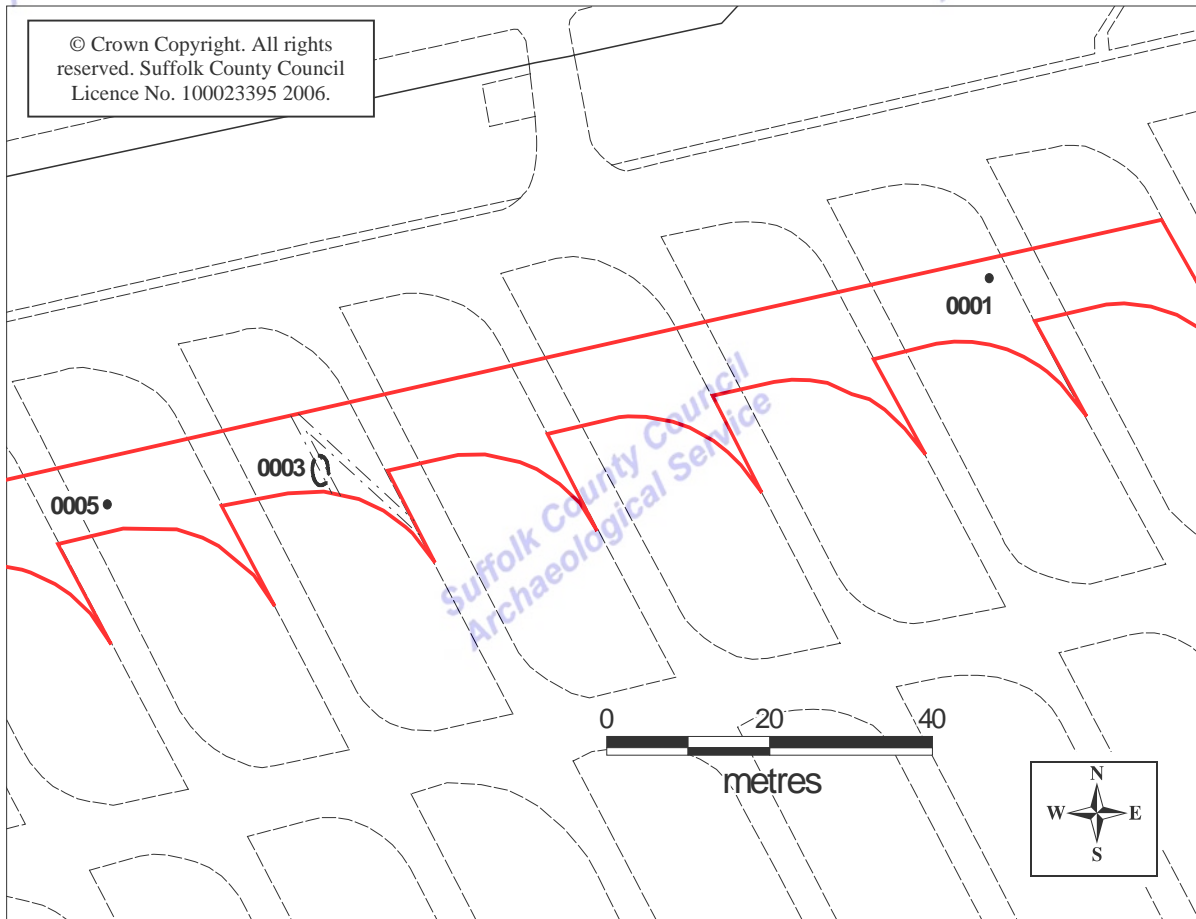 © Crown Copyright. All rights
reserved. Suffolk County Council
Licence No. 100023395 2006.
0001
0003
0005
Suffolk County Council
Archaeological Service
0 20 40
metres
N
W E
S